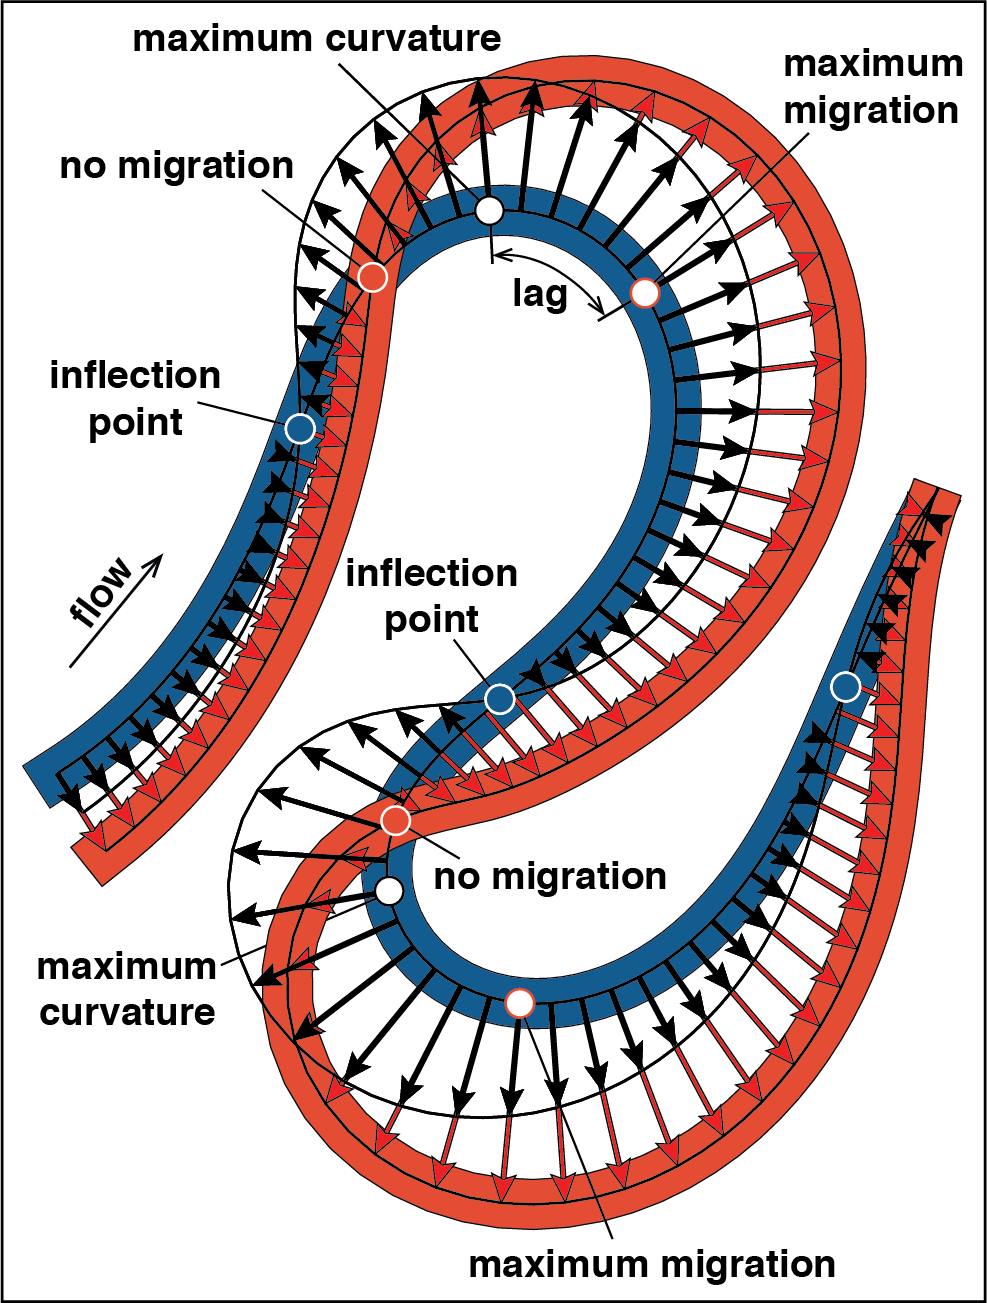 maximum curvature
maximum
migration
no migration
lag
inflection
point
flow
inflection
point
no migration
maximum
curvature
maximum migration